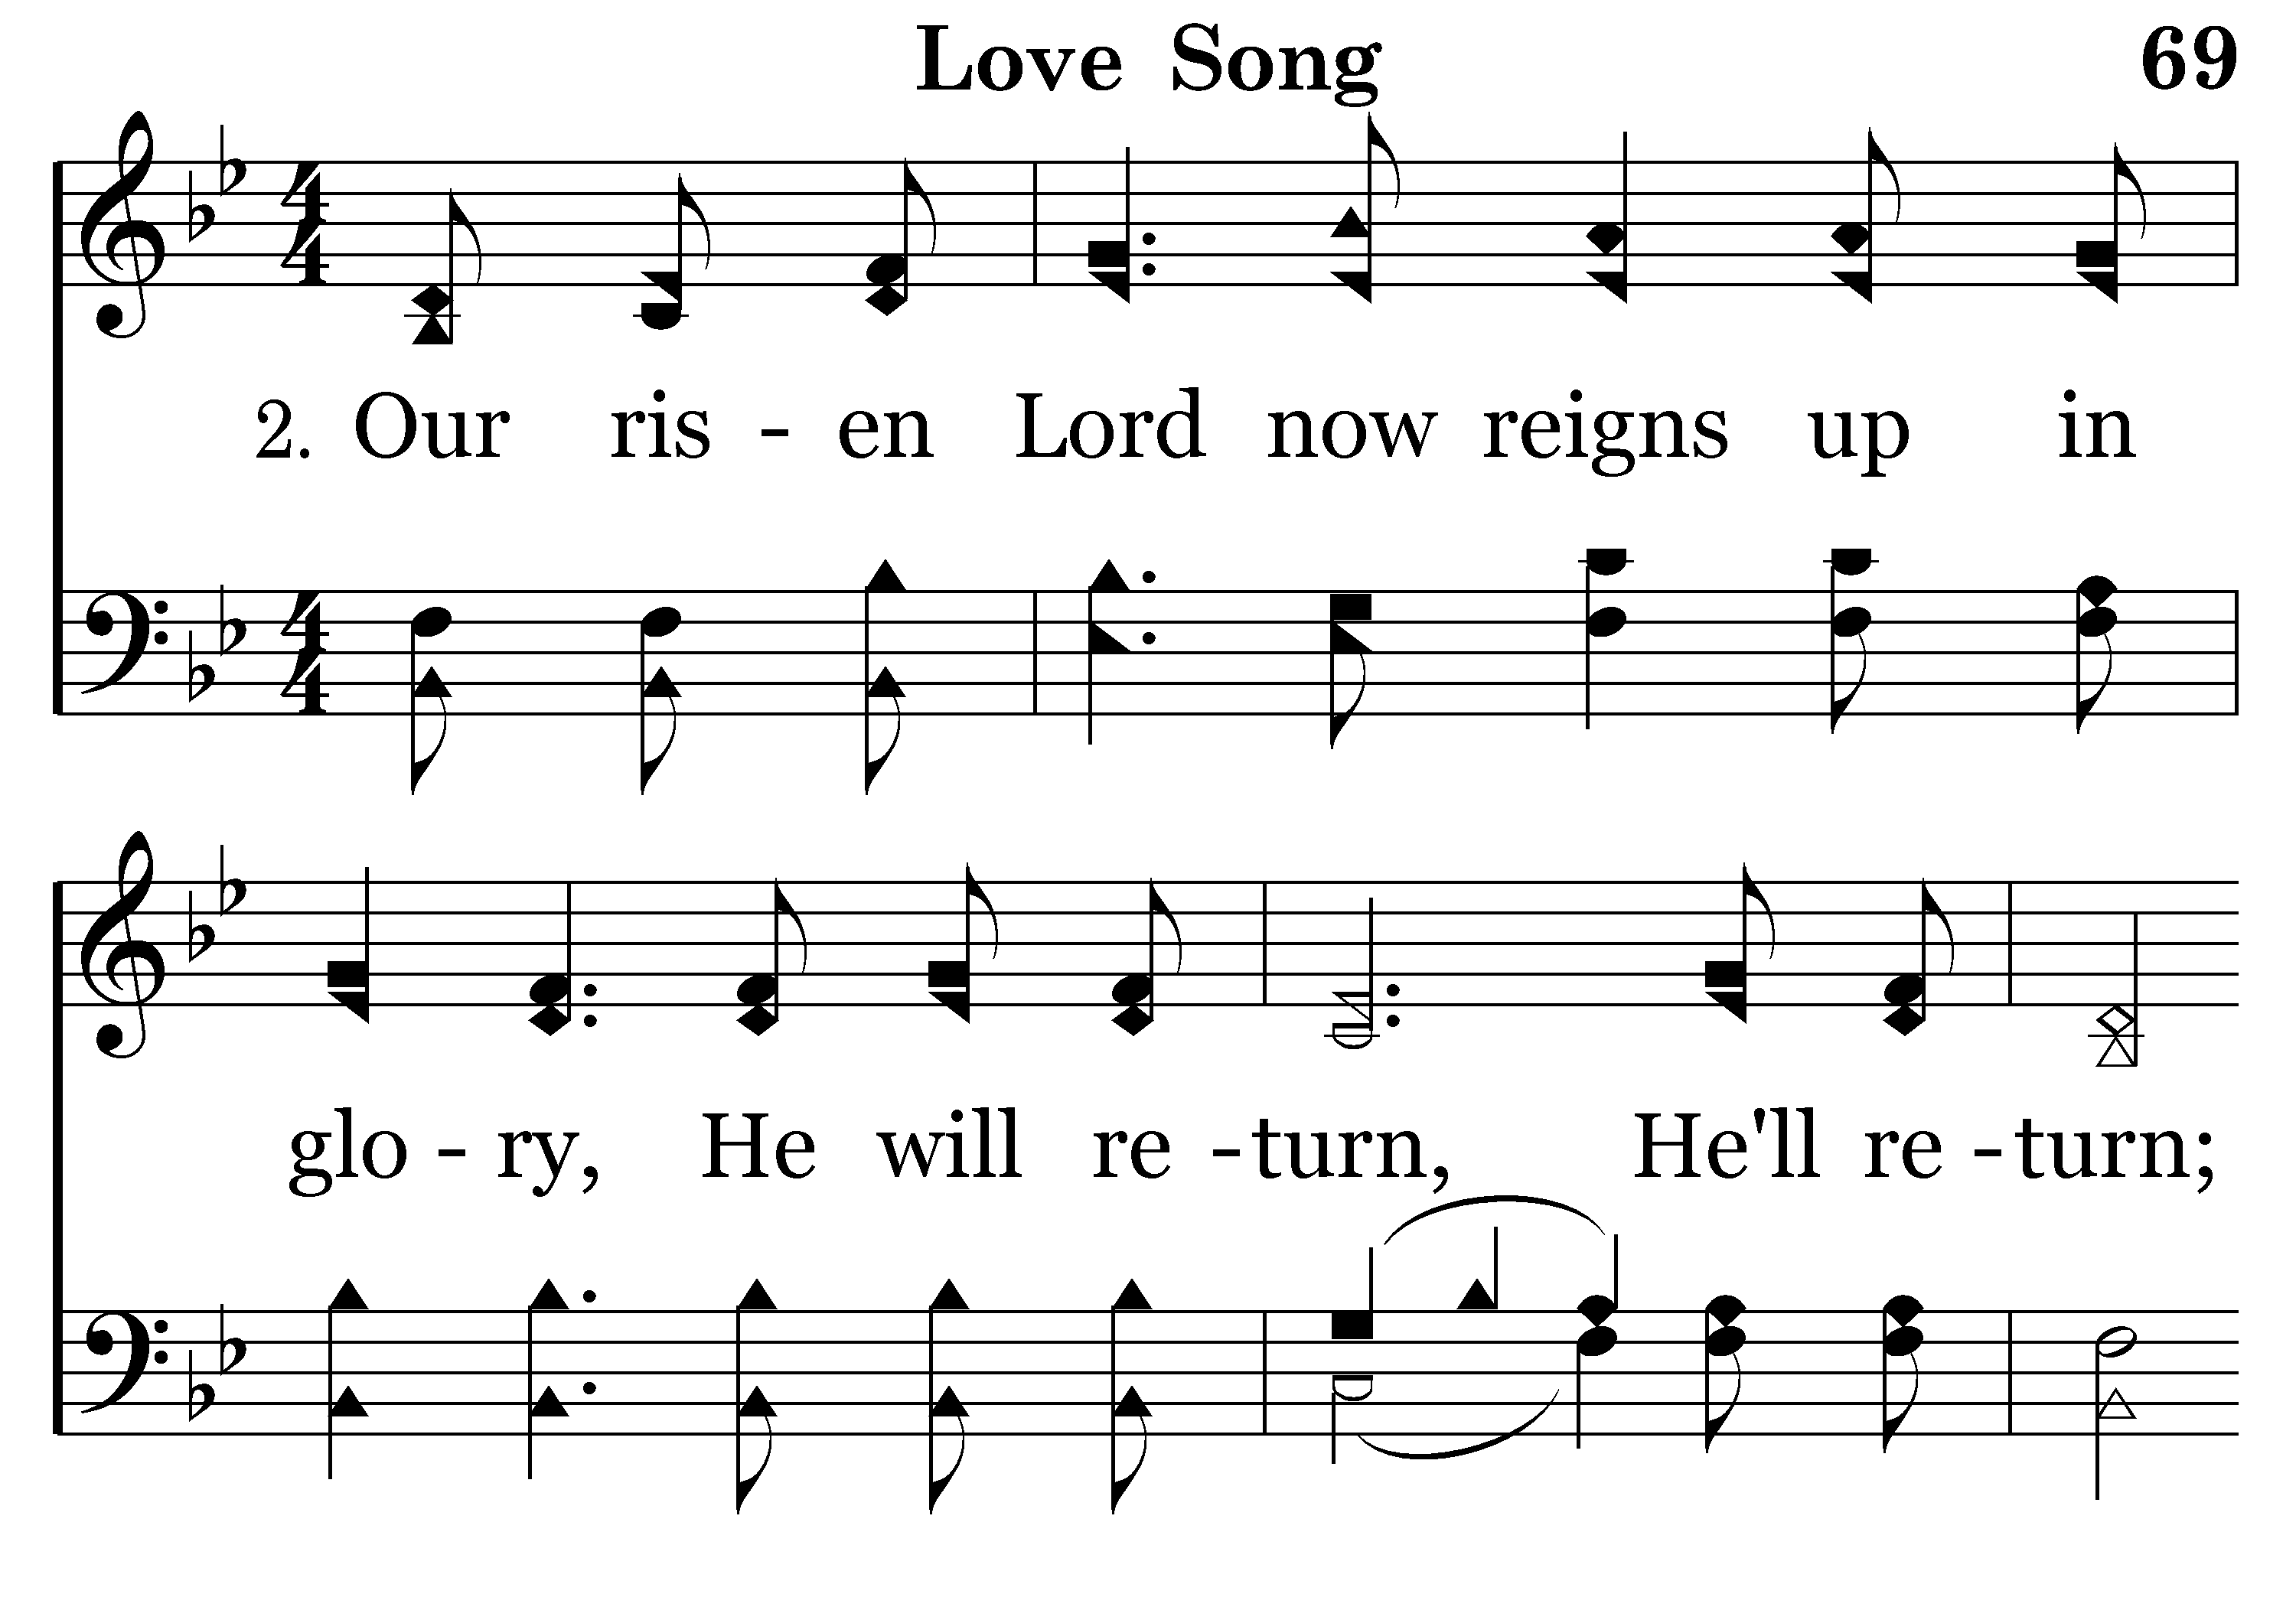 Love Song 69
2. Our ris - en Lord now reigns up in
glo - ry, He will re - turn, He'll re - turn;